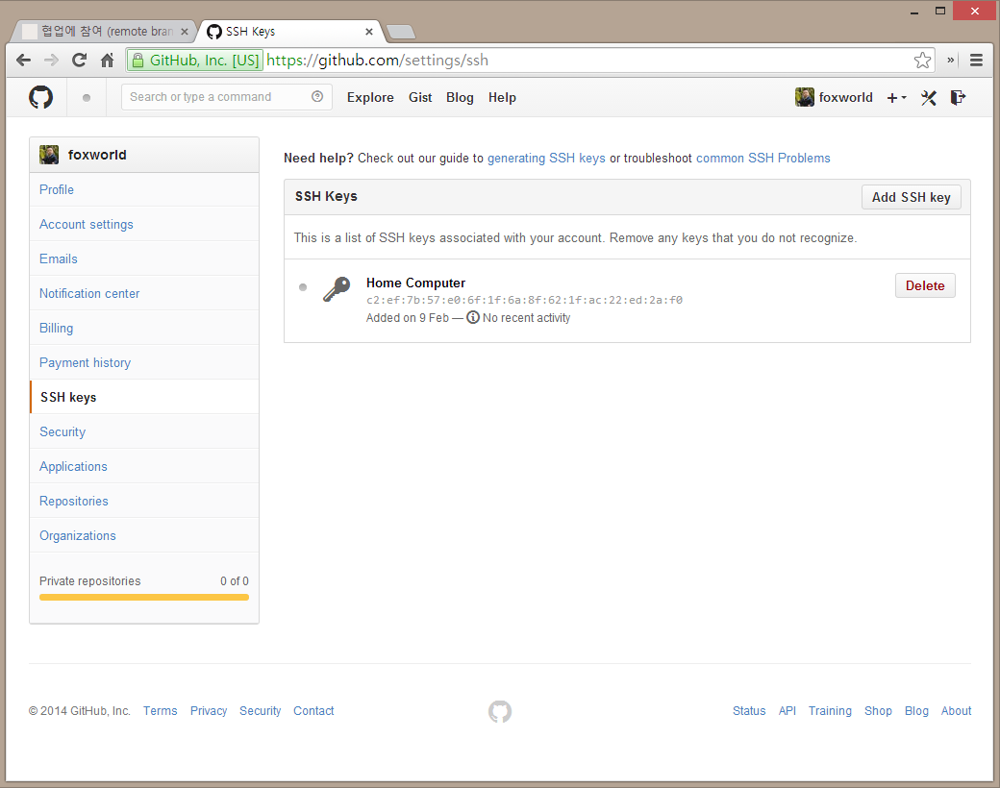 협업에 참여 (remote bran
SSH Keys
GitHub, Inc. [US] https://github.com/settings/ssh
Search or type a command
Explore Gist Blog Help
foxworld
foxworld
Profile
Account settings
Emails
Notification center
Billing
Payment history
SSH keys
Security
Applications
Repositories
Organizations
Private repositories 0 of 0
Need help? Check out our guide to generating SSH keys or troubleshoot common SSH Problems
SSH Keys
Add SSH key
This is a list of SSH keys associated with your account. Remove any keys that you do not recognize.
Home Computer
c2:ef:7b:57:e0:6f:1f:6a:8f:62:1f:ac:22:ed:2a:f0
Added on 9 Feb — No recent activity
Delete
© 2014 GitHub, Inc. Terms Privacy Security Contact
Status API Training Shop Blog About